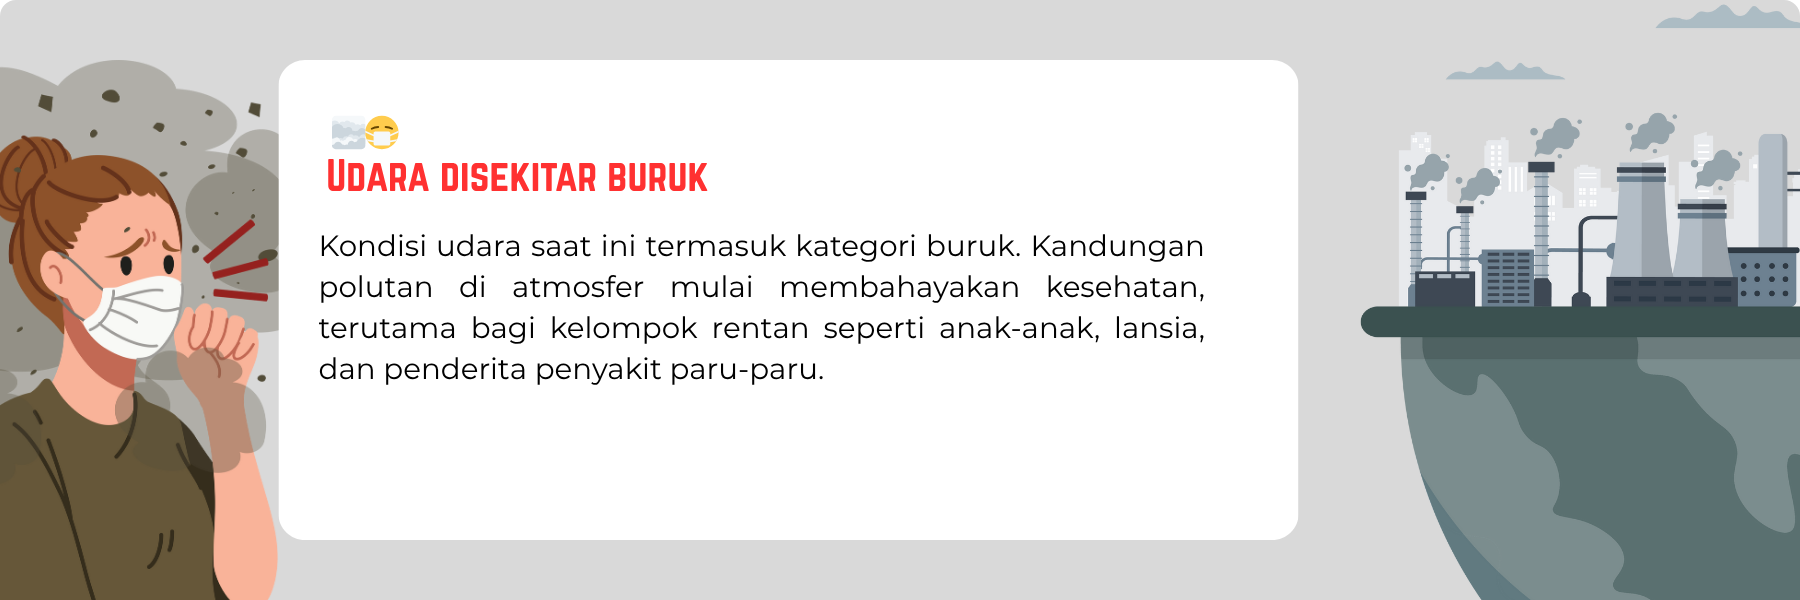 Udara disekitar buruk
Kondisi udara saat ini termasuk kategori buruk. Kandungan
polutan di atmosfer mulai membahayakan kesehatan,
terutama bagi kelompok rentan seperti anak-anak, lansia,
dan penderita penyakit paru-paru.